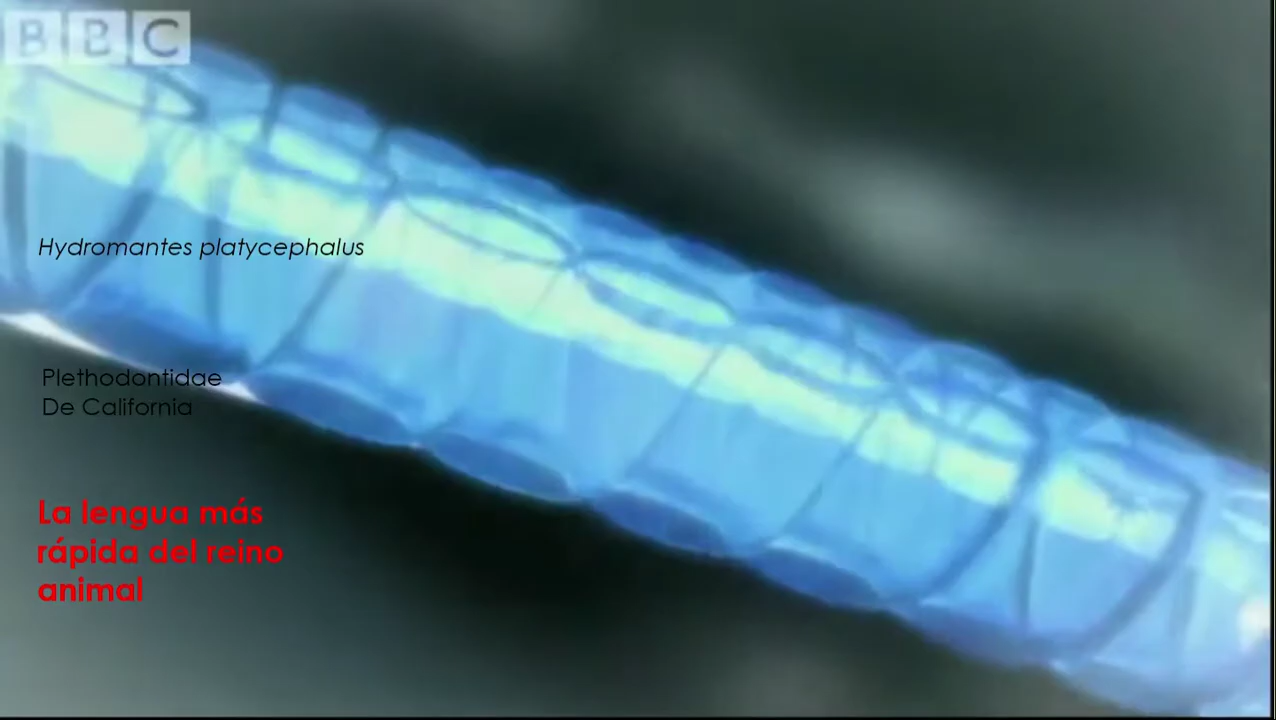 BBC
Hydromantes platycephalus
Plethodontidae
De California
La lengua más
rápida del reino
animal